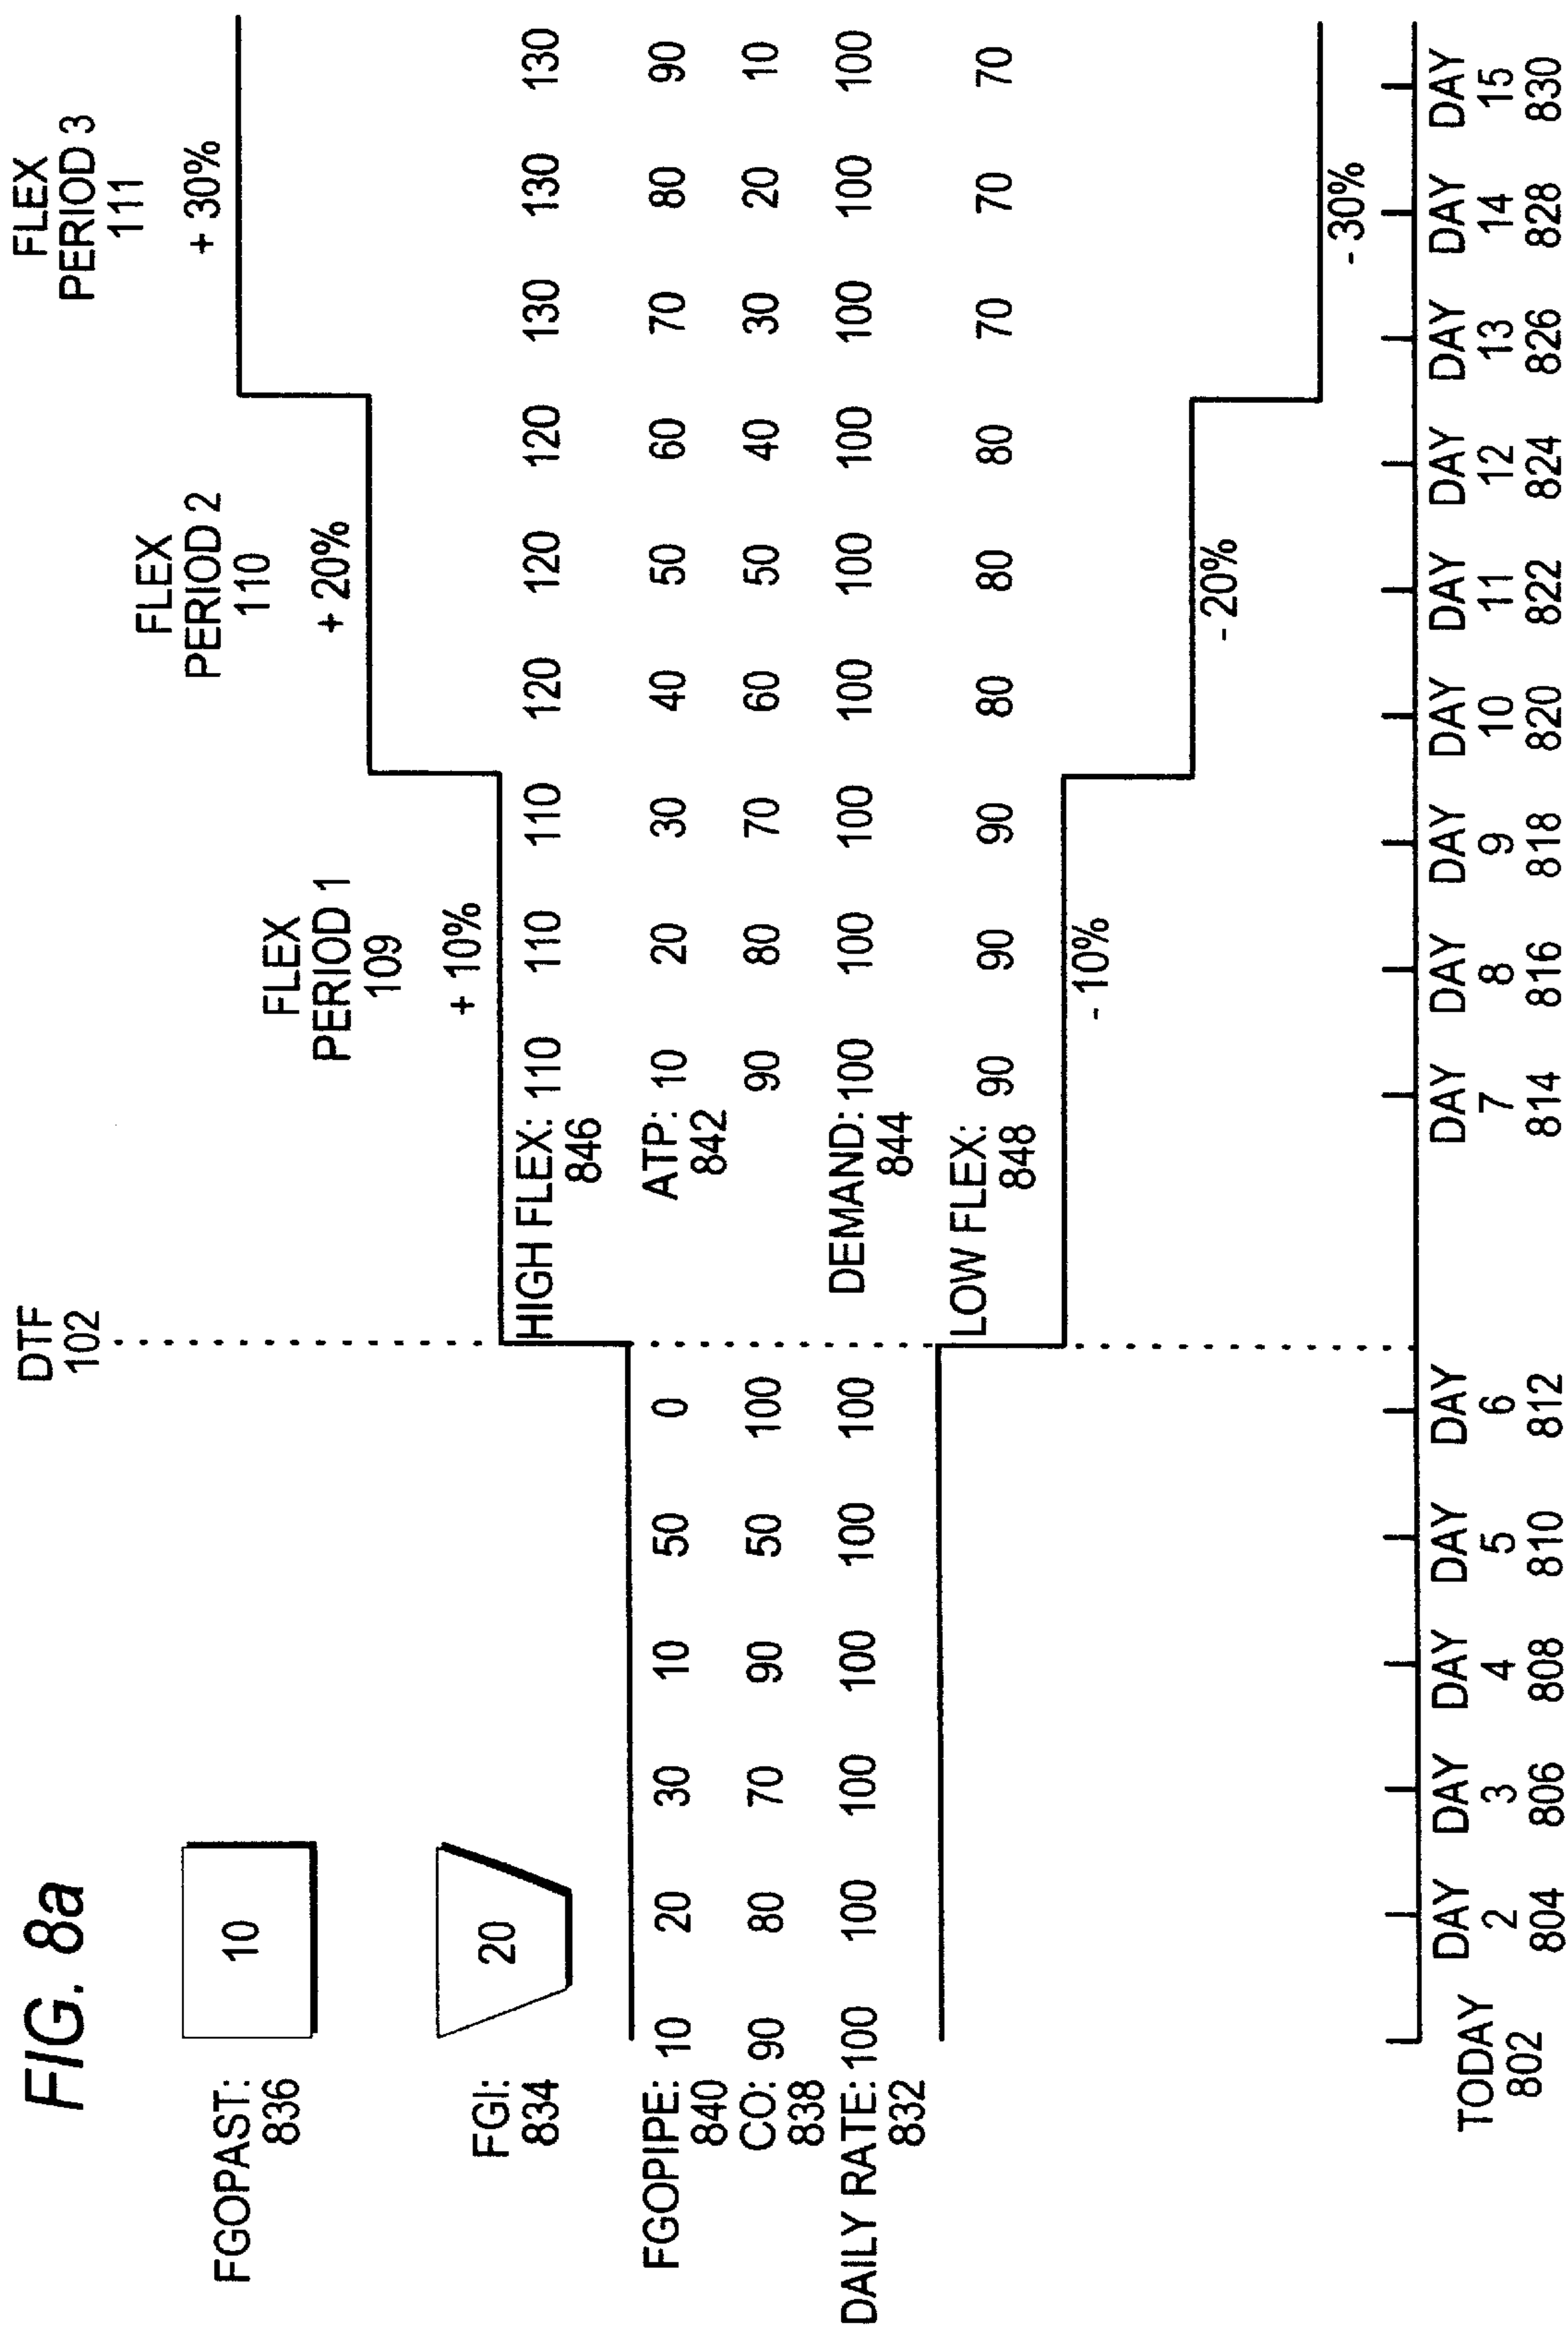 FIG. 8a
DTF
102
FLEX
PERIOD 3
111
+ 30%
FLEX
PERIOD 2
110
+ 20%
FLEX
PERIOD 1
109
+ 10%
FGOPAST:
836
10
FGI:
834
20
HIGH FLEX: 110 110 110 120 120 120 130 130 130
846
FGOPIPE: 10 20 30 10 50 0
840
ATP: 10 20 30 40 50 60 70 80 90
842
CO: 90 80 70 90 50 100 90 80 70 60 50 40 30 20 10
838
DAILY RATE: 100 100 100 100 100 100
832
DEMAND: 100 100 100 100 100 100 100 100 100
844
LOW FLEX: 90 90 90 80 80 80 70 70 70
848
- 10%
- 20%
- 30%
TODAY
802
DAY
2
804
DAY
3
806
DAY
4
808
DAY
5
810
DAY
6
812
DAY
7
814
DAY
8
816
DAY
9
818
DAY
10
820
DAY
11
822
DAY
12
824
DAY
13
826
DAY
14
828
DAY
15
830